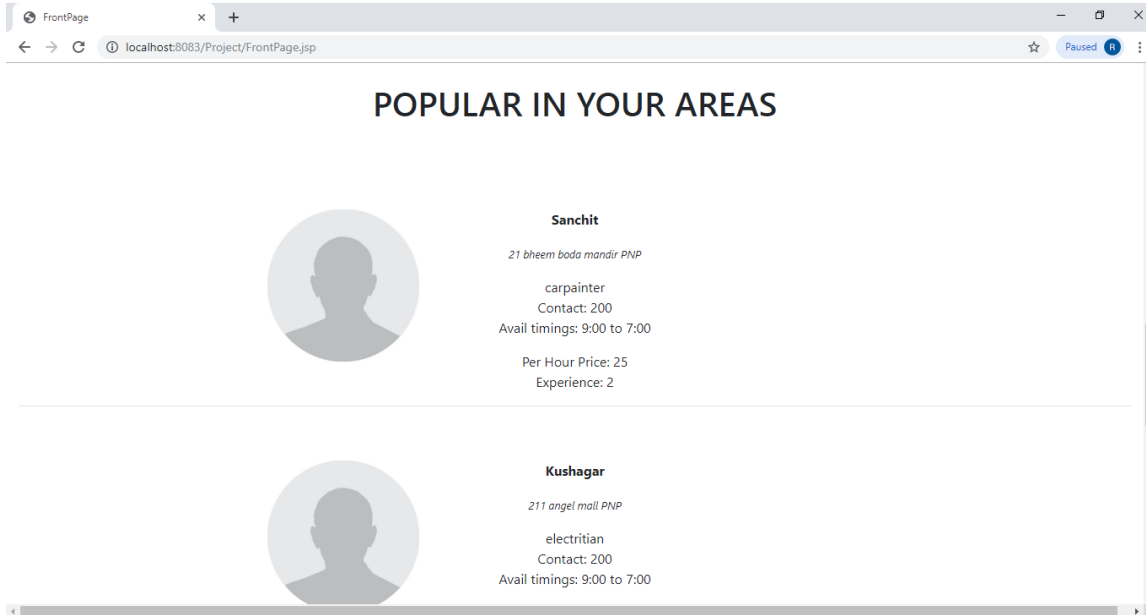 FrontPage
localhost:8083/Project/FrontPage.jsp
Paused R
POPULAR IN YOUR AREAS
Sanchit
21 bheem boda mandir PNP
carpainter
Contact: 200
Avail timings: 9:00 to 7:00
Per Hour Price: 25
Experience: 2
Kushagar
211 angel mall PNP
electritian
Contact: 200
Avail timings: 9:00 to 7:00